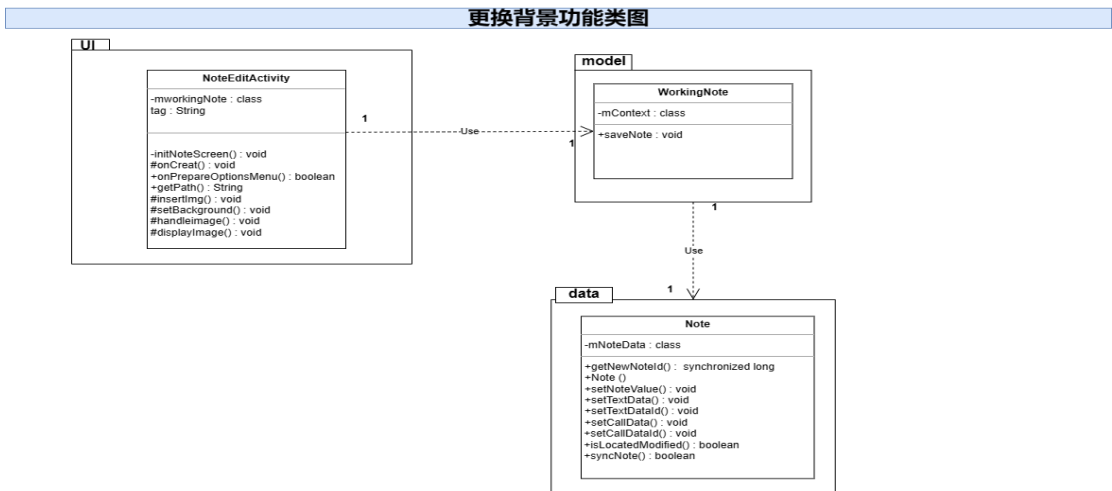 更换背景功能类图
UI
NoteEditActivity
-mworkingNote : class
tag : String
-initNoteScreen() : void
#onCreat() : void
+onPrepareOptionsMenu() : boolean
+getPath() : String
#insertImg() : void
#setBackground() : void
#handleimage() : void
#displayImage() : void
1
Use
1
model
WorkingNote
-mContext : class
+saveNote : void
1
Use
1
data
Note
-mNoteData : class
+getNewNoteId() : synchronized long
+Note ()
+setNoteValue() : void
+setTextData() : void
+setTextDataId() : void
+setCallData() : void
+setCallDataId() : void
+isLocatedModified() : boolean
+syncNote() : boolean